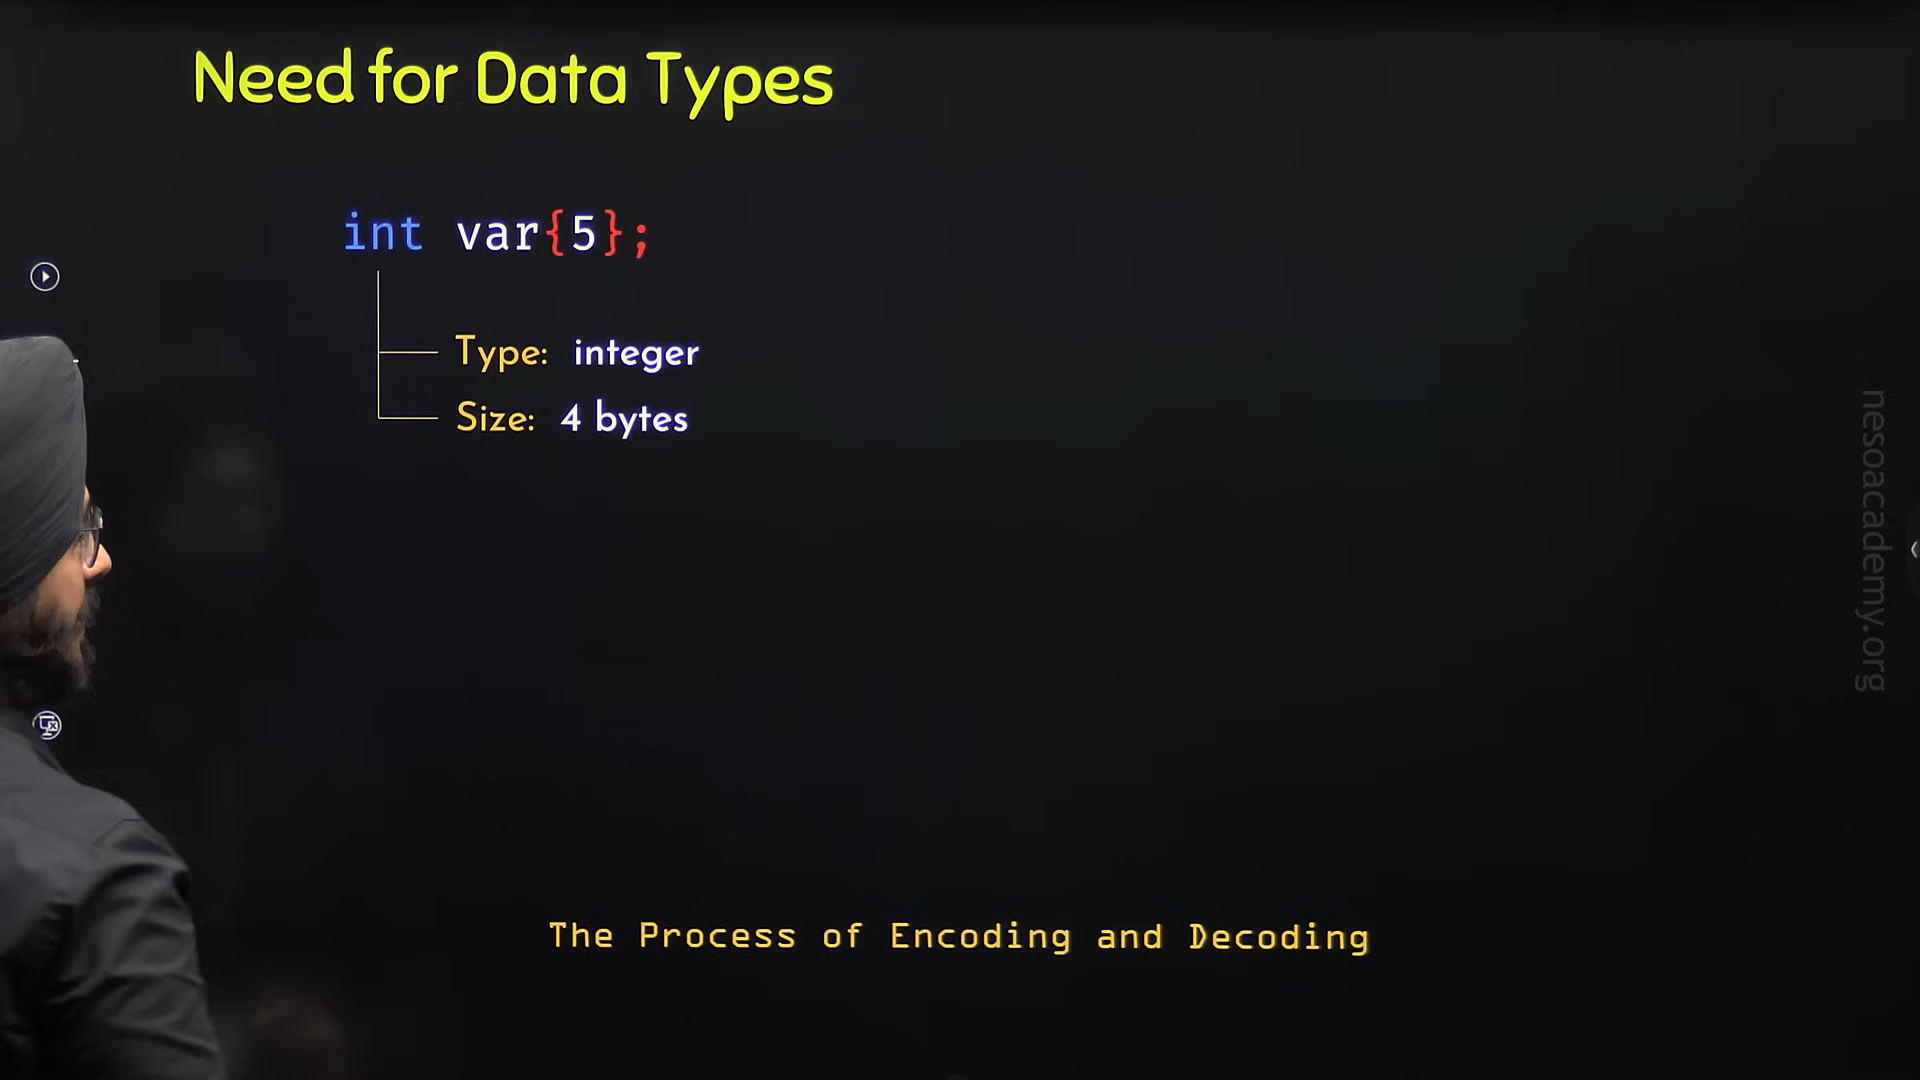 Need for Data Types
int var{5};
Type: integer
Size: 4 bytes
nesoacademy.org
The Process of Encoding and Decoding